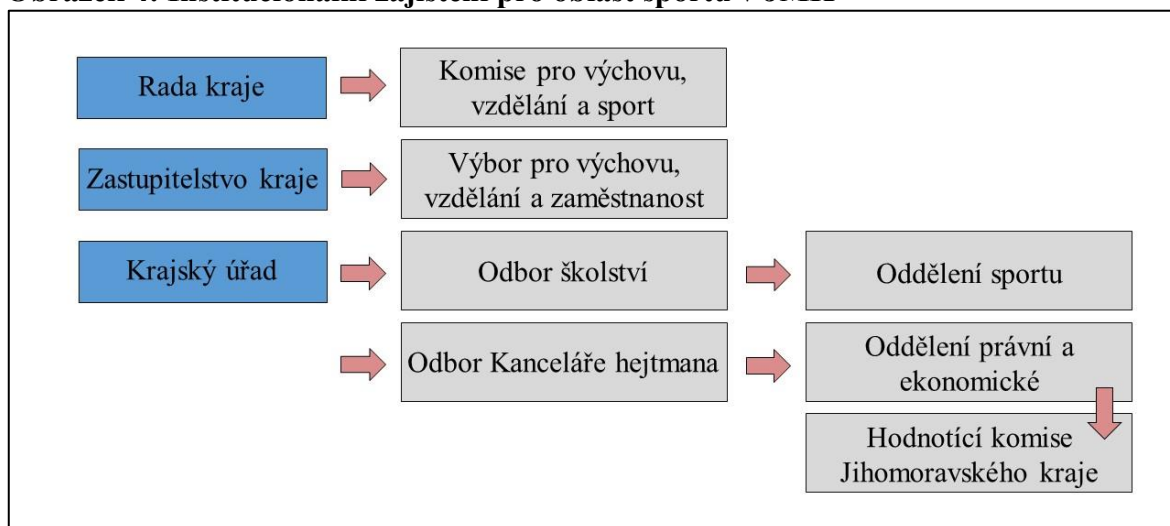 Rada kraje
Komise pro výchovu,
vzdělání a sport
Zastupitelstvo kraje
Výbor pro výchovu,
vzdělání a zaměstnanost
Krajský úřad
Odbor školství
Oddělení sportu
Odbor Kanceláře hejtmana
Oddělení právní a
ekonomické
Hodnotící komise
Jihomoravského kraje